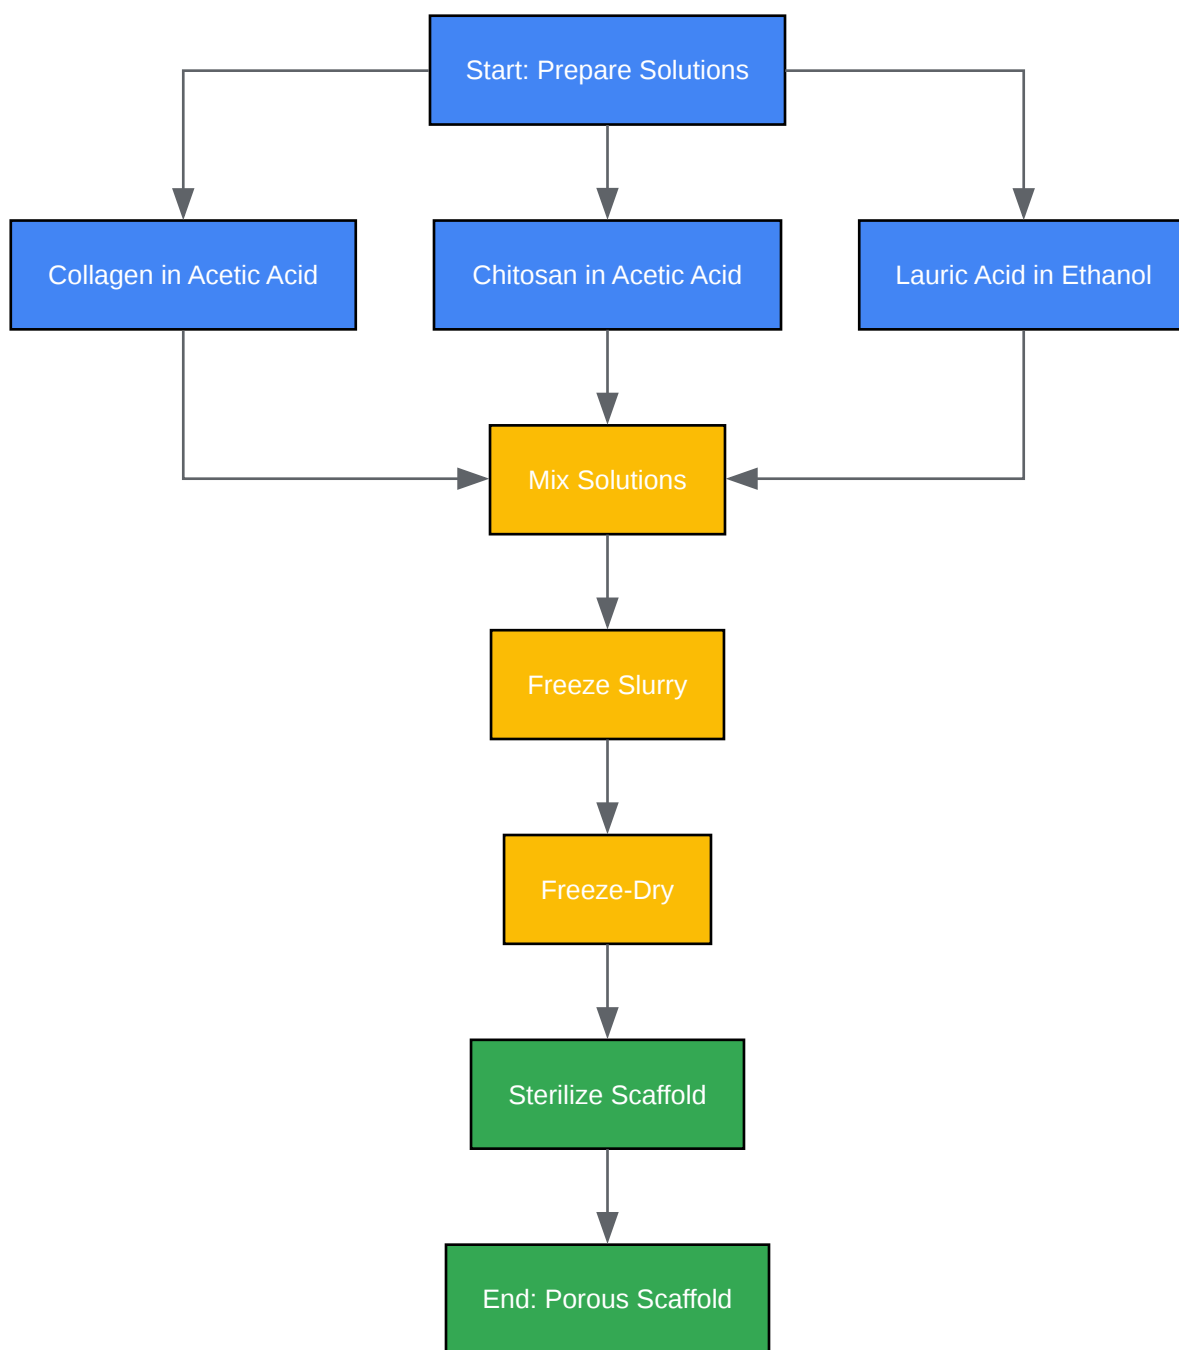 Start: Prepare Solutions
Collagen in Acetic Acid
Chitosan in Acetic Acid
Lauric Acid in Ethanol
Mix Solutions
Freeze Slurry
Freeze-Dry
Sterilize Scaffold
End: Porous Scaffold